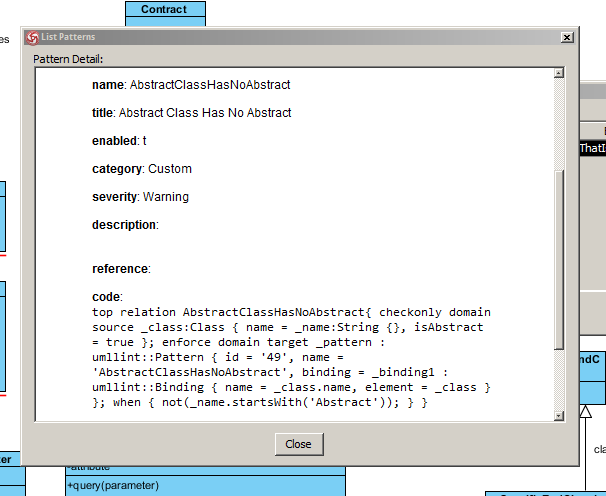 Contract
es
List Patterns
Pattern Detail:
name: AbstractClassHasNoAbstract
title: Abstract Class Has No Abstract
enabled: t
category: Custom
severity: Warning
description:
reference:
code:
top relation AbstractClassHasNoAbstract{ checkonly domain
source _class:Class { name = _name:String {}, isAbstract
= true }; enforce domain target _pattern :
umllint::Pattern { id = '49', name =
'AbstractClassHasNoAbstract', binding = _binding1 :
umllint::Binding { name = _class.name, element = _class }
}; when { not(_name.startsWith('Abstract')); } }
Close
ThatI
ndC
cla
ter
-attribute
+query(parameter)